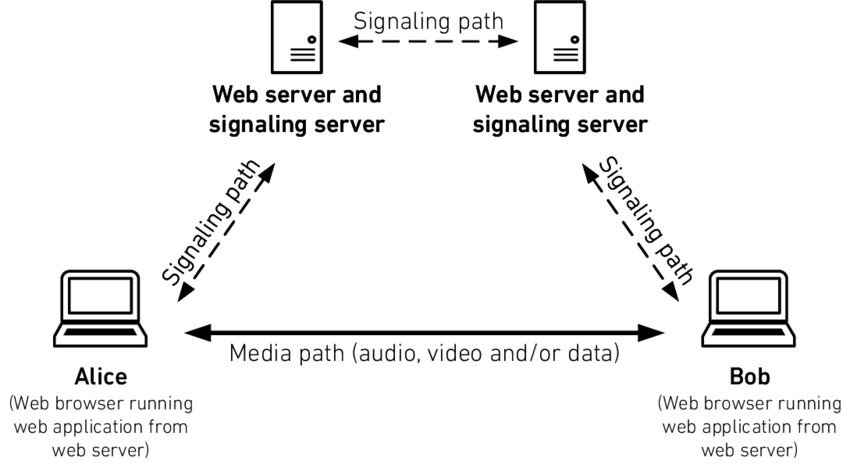 Signaling path
Web server and
signaling server
Web server and
signaling server
Signaling path
Signaling path
Media path (audio, video and/or data)
Alice
(Web browser running
web application from
web server)
Bob
(Web browser running
web application from
web server)